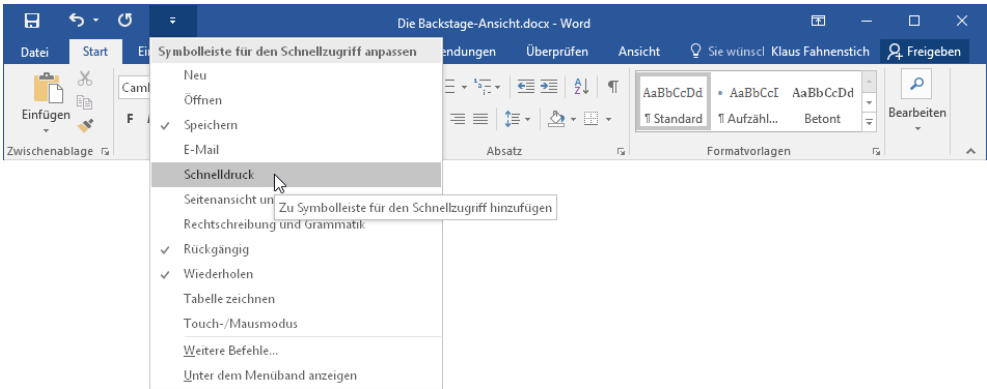 Die Backstage-Ansicht.docx - Word
Datei
Start
Symbolleiste für den Schnellzugriff anpassen
Überprüfen
Ansicht
Sie wünscl
Klaus Fahnenstich
Freigeben
Neu
Öffnen
Speichern
E-Mail
Schnelldruck
Zu Symbolleiste für den Schnellzugriff hinzufügen
Seitenansicht un
Rechtschreibung und Grammatik
Rückgängig
Wiederholen
Tabelle zeichnen
Touch-/Mausmodus
Weitere Befehle...
Unter dem Menüband anzeigen
Einfügen
Zwischenablage
F
Absatz
AaBbCcDd
¶ Standard
AaBbCcI
¶ Aufzähl...
AaBbCcDd
Betont
Formatvorlagen
Bearbeiten